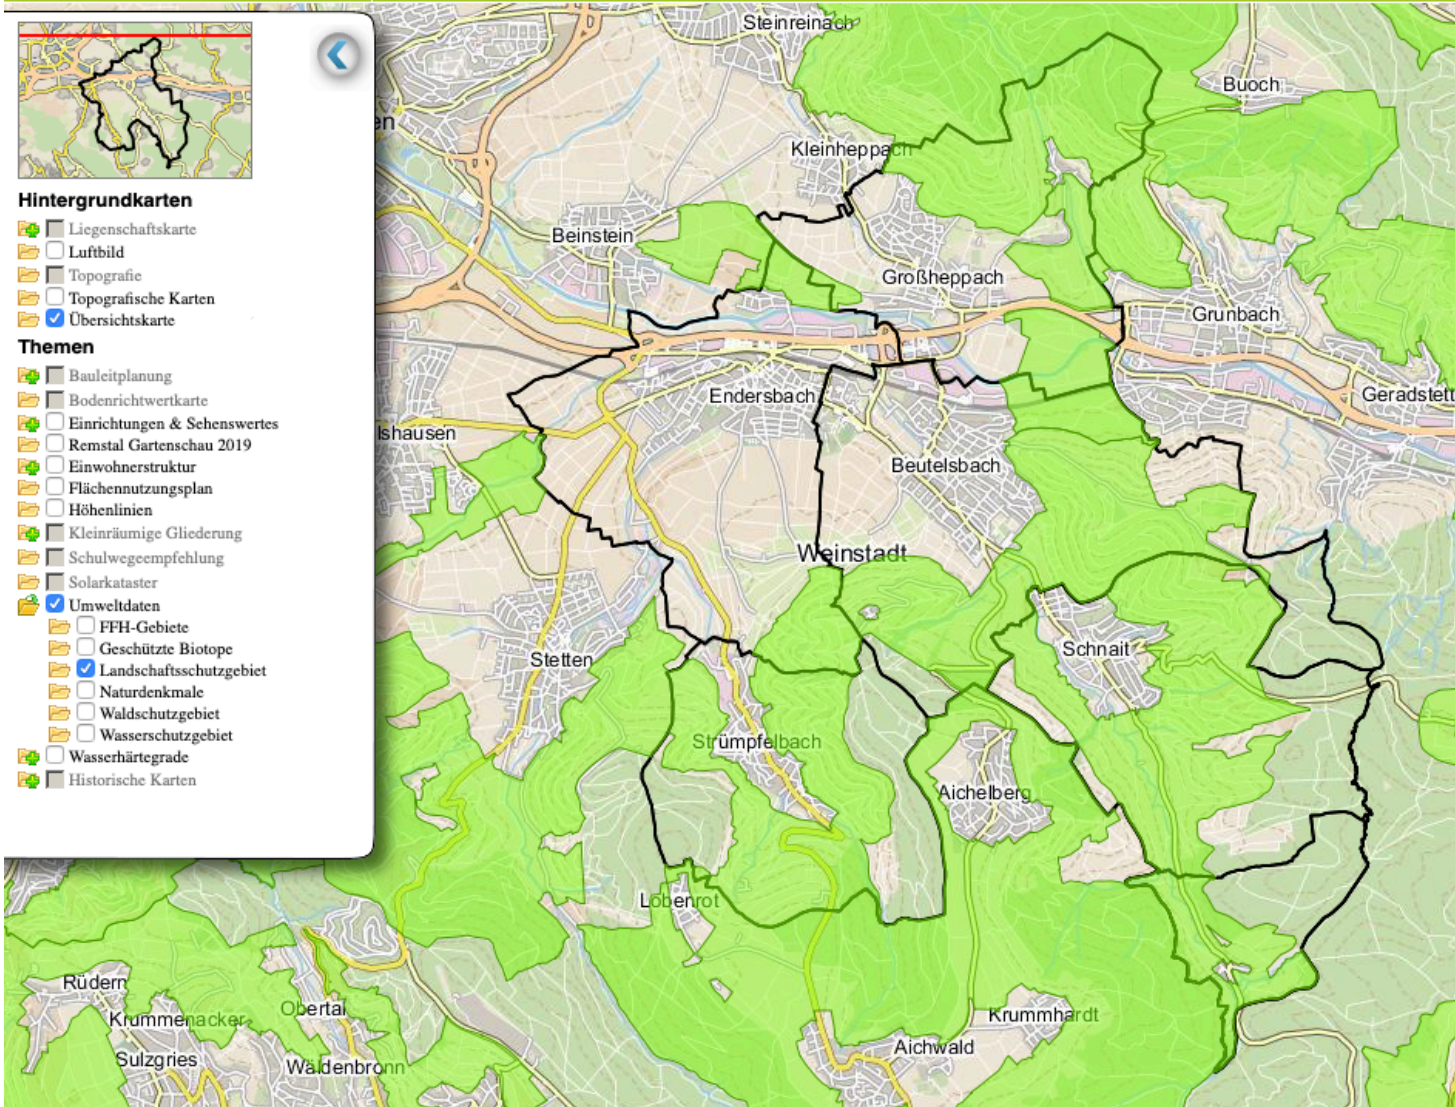 Hintergrundkarten
Liegenschaftskarte
Luftbild
Topografie
Topografische Karten
Übersichtskarte
Themen
Bauleitplanung
Bodenrichtwertkarte
Einrichtungen & Sehenswertes
Remstal Gartenschau 2019
Einwohnerstruktur
Flächennutzungsplan
Höhenlinien
Kleinräumige Gliederung
Schulwegeempfehlung
Solarkataster
Umweltdaten
FFH-Gebiete
Geschützte Biotope
Landschaftsschutzgebiet
Naturdenkmale
Waldschutzgebiet
Wasserschutzgebiet
Wasserhärtegrade
Historische Karten
Steinreinach
Buoch
en
Kleinheppach
Beinstein
Großheppach
Grunbach
Endersbach
Geradstett
lshausen
Beutelsbach
Weinstadt
Schnait
Stetten
Strümpfelbach
Aichelberg
Lobenrot
Rüdern
Obertal
Krummenacker
Krummhardt
Aichwald
Sulzgries
Wäldenbronn